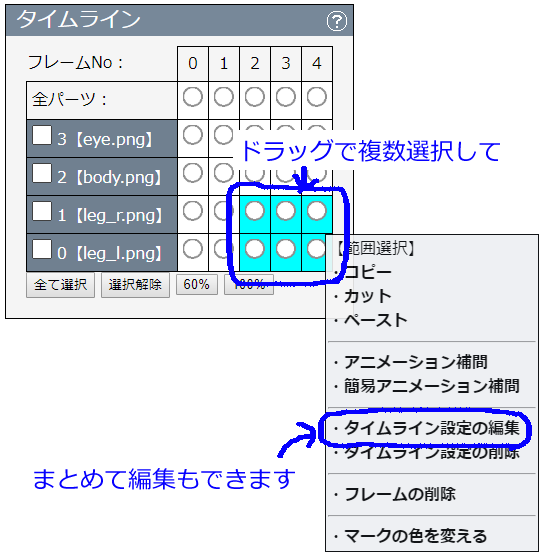 タイムライン ?
フレームNo： 0 1 2 3 4
全パーツ：
3【eye.png】
ドラッグで複数選択して
2【body.png】
1【leg_r.png】
0【leg_l.png】
全て選択 選択解除 60% 100%
【範囲選択】
・コピー
・カット
・ペースト
・アニメーション補間
・簡易アニメーション補間
・タイムライン設定の編集
・タイムライン設定の削除
まとめて編集もできます
・フレームの削除
・マークの色を変える